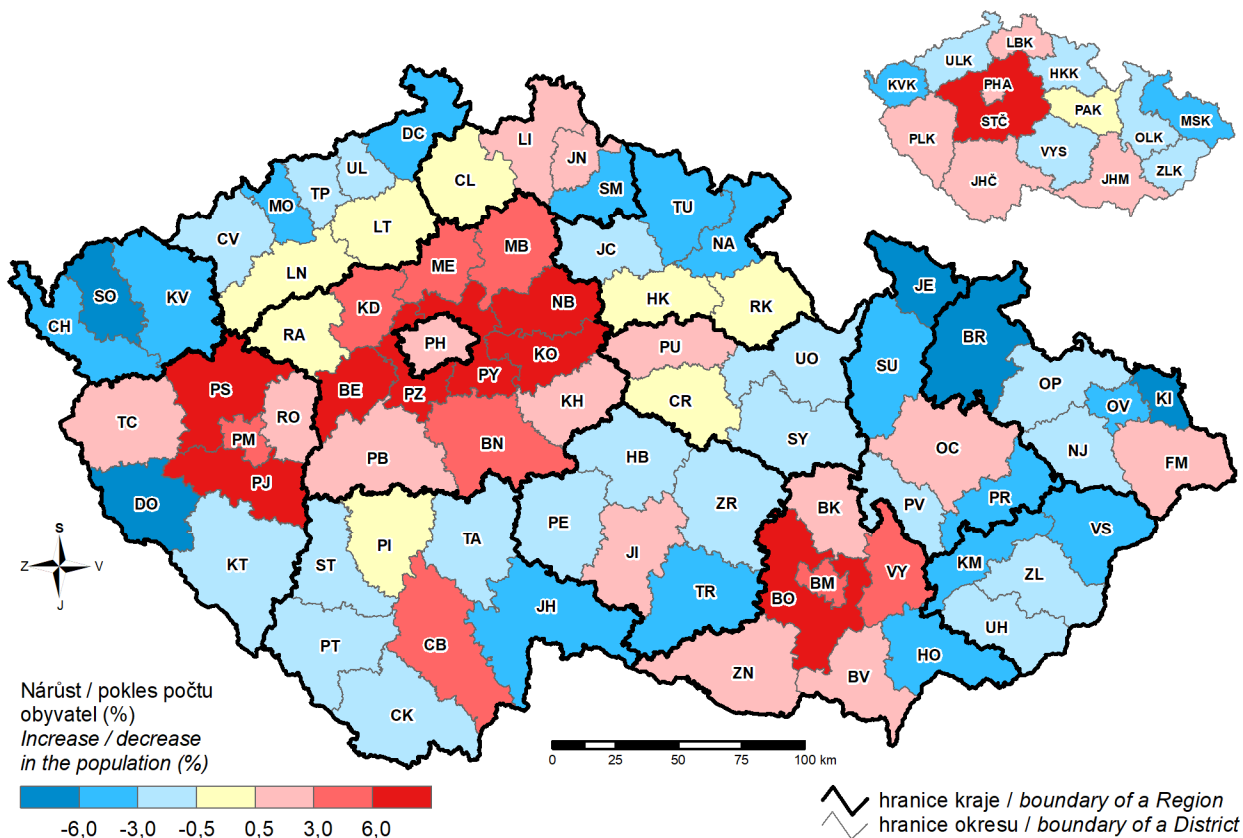 LBK
ULK
HKK
KVK
PHA
PAK
MSK
STČ
PLK
OLK
VYS
ZLK
JHČ
JHM
DC
LI
UL
JN
TP
CL
SM
MO
TU
LT
CV
MB
NA
JC
ME
LN
SO
KV
NB
HK
RK
KD
JE
CH
RA
PH
PU
BR
KO
UO
SU
OP
PS
PY
BE
PZ
KI
CR
KH
OV
TC
RO
PM
BN
SY
OC
NJ
PB
HB
FM
PJ
PR
DO
ZR
BK
PV
VS
PE
TA
PI
JI
KT
ST
KM
VY
ZL
BM
TR
BO
JH
UH
CB
PT
HO
ZN
BV
CK
S
Z V
J
Nárůst / pokles počtu
obyvatel (%)
Increase / decrease
in the population (%)
-6,0 -3,0 -0,5 0,5 3,0 6,0
0 25 50 75 100 km
hranice kraje / boundary of a Region
hranice okresu / boundary of a District